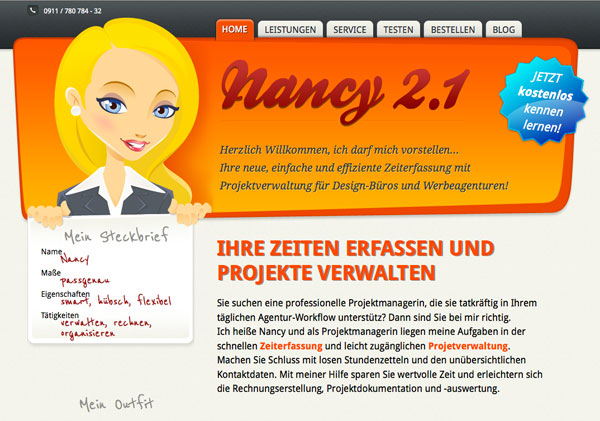 0911 / 780 784 - 32
HOME LEISTUNGEN SERVICE TESTEN BESTELLEN BLOG
Nancy 2.1
JETZT
kostenlos
kennen
lernen!
Herzlich Willkommen, ich darf mich vorstellen...
Ihre neue, einfache und effiziente Zeiterfassung mit
Projektverwaltung für Design-Büros und Werbeagenturen!
Mein Steckbrief
Name
Nancy
Maße
passgenau
Eigenschaften
smart, hübsch, flexibel
Tätigkeiten
verwalten, rechnen,
organisieren
Mein Outfit
IHRE ZEITEN ERFASSEN UND
PROJEKTE VERWALTEN
Sie suchen eine professionelle Projektmanagerin, die sie tatkräftig in Ihrem
täglichen Agentur-Workflow unterstütz? Dann sind Sie bei mir richtig.
Ich heiße Nancy und als Projektmanagerin liegen meine Aufgaben in der
schnellen Zeiterfassung und leicht zugänglichen Projetverwaltung.
Machen Sie Schluss mit losen Stundenzetteln und den unübersichtlichen
Kontaktdaten. Mit meiner Hilfe sparen Sie wertvolle Zeit und erleichtern sich
die Rechnungserstellung, Projektdokumentation und -auswertung.